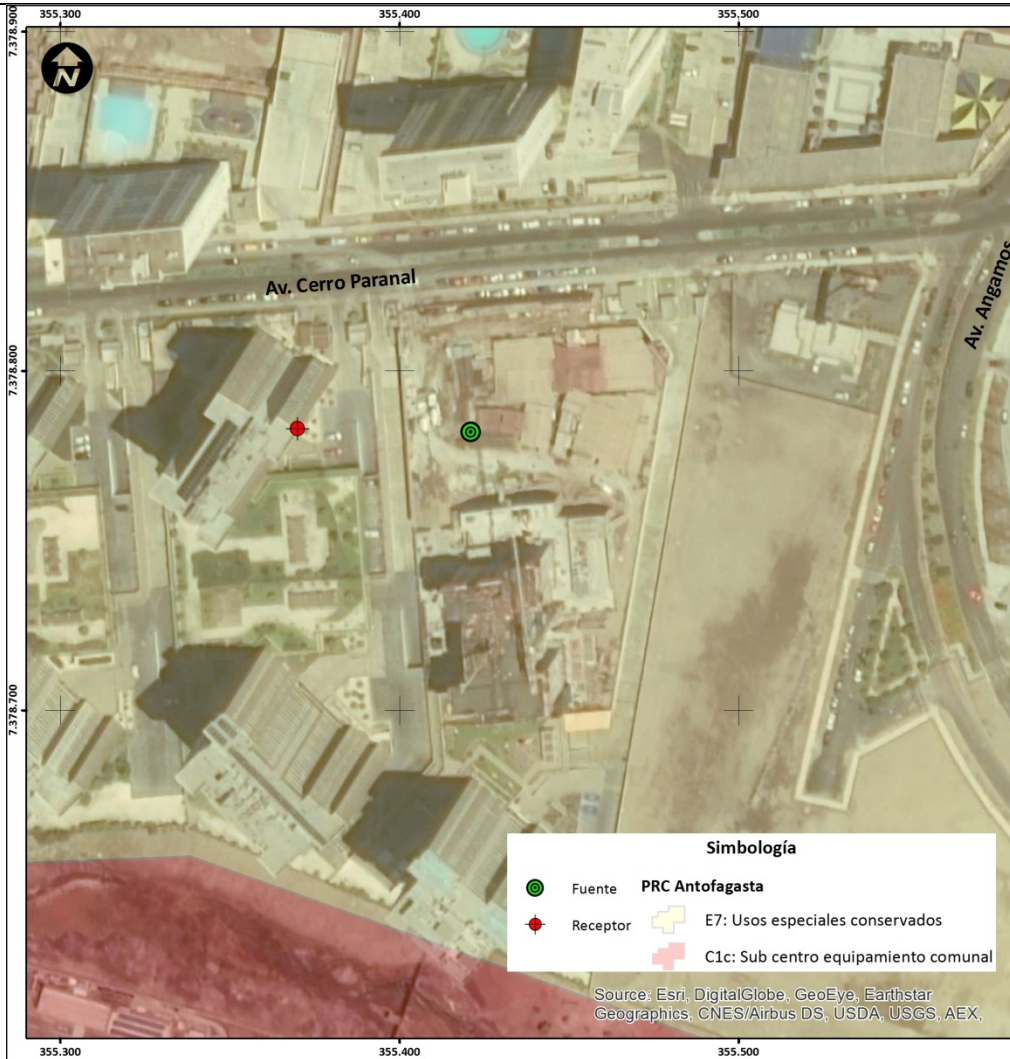 355.300 355.400 355.500
7.378.900
N
Av. Cerro Paranal
Av. Angamos
7.378.800
7.378.700
Simbología
Fuente PRC Antofagasta
Receptor E7: Usos especiales conservados
C1c: Sub centro equipamiento comunal
Source: Esri, DigitalGlobe, GeoEye, Earthstar
Geographics, CNES/Airbus DS, USDA, USGS, AEX,
355.300 355.400 355.500